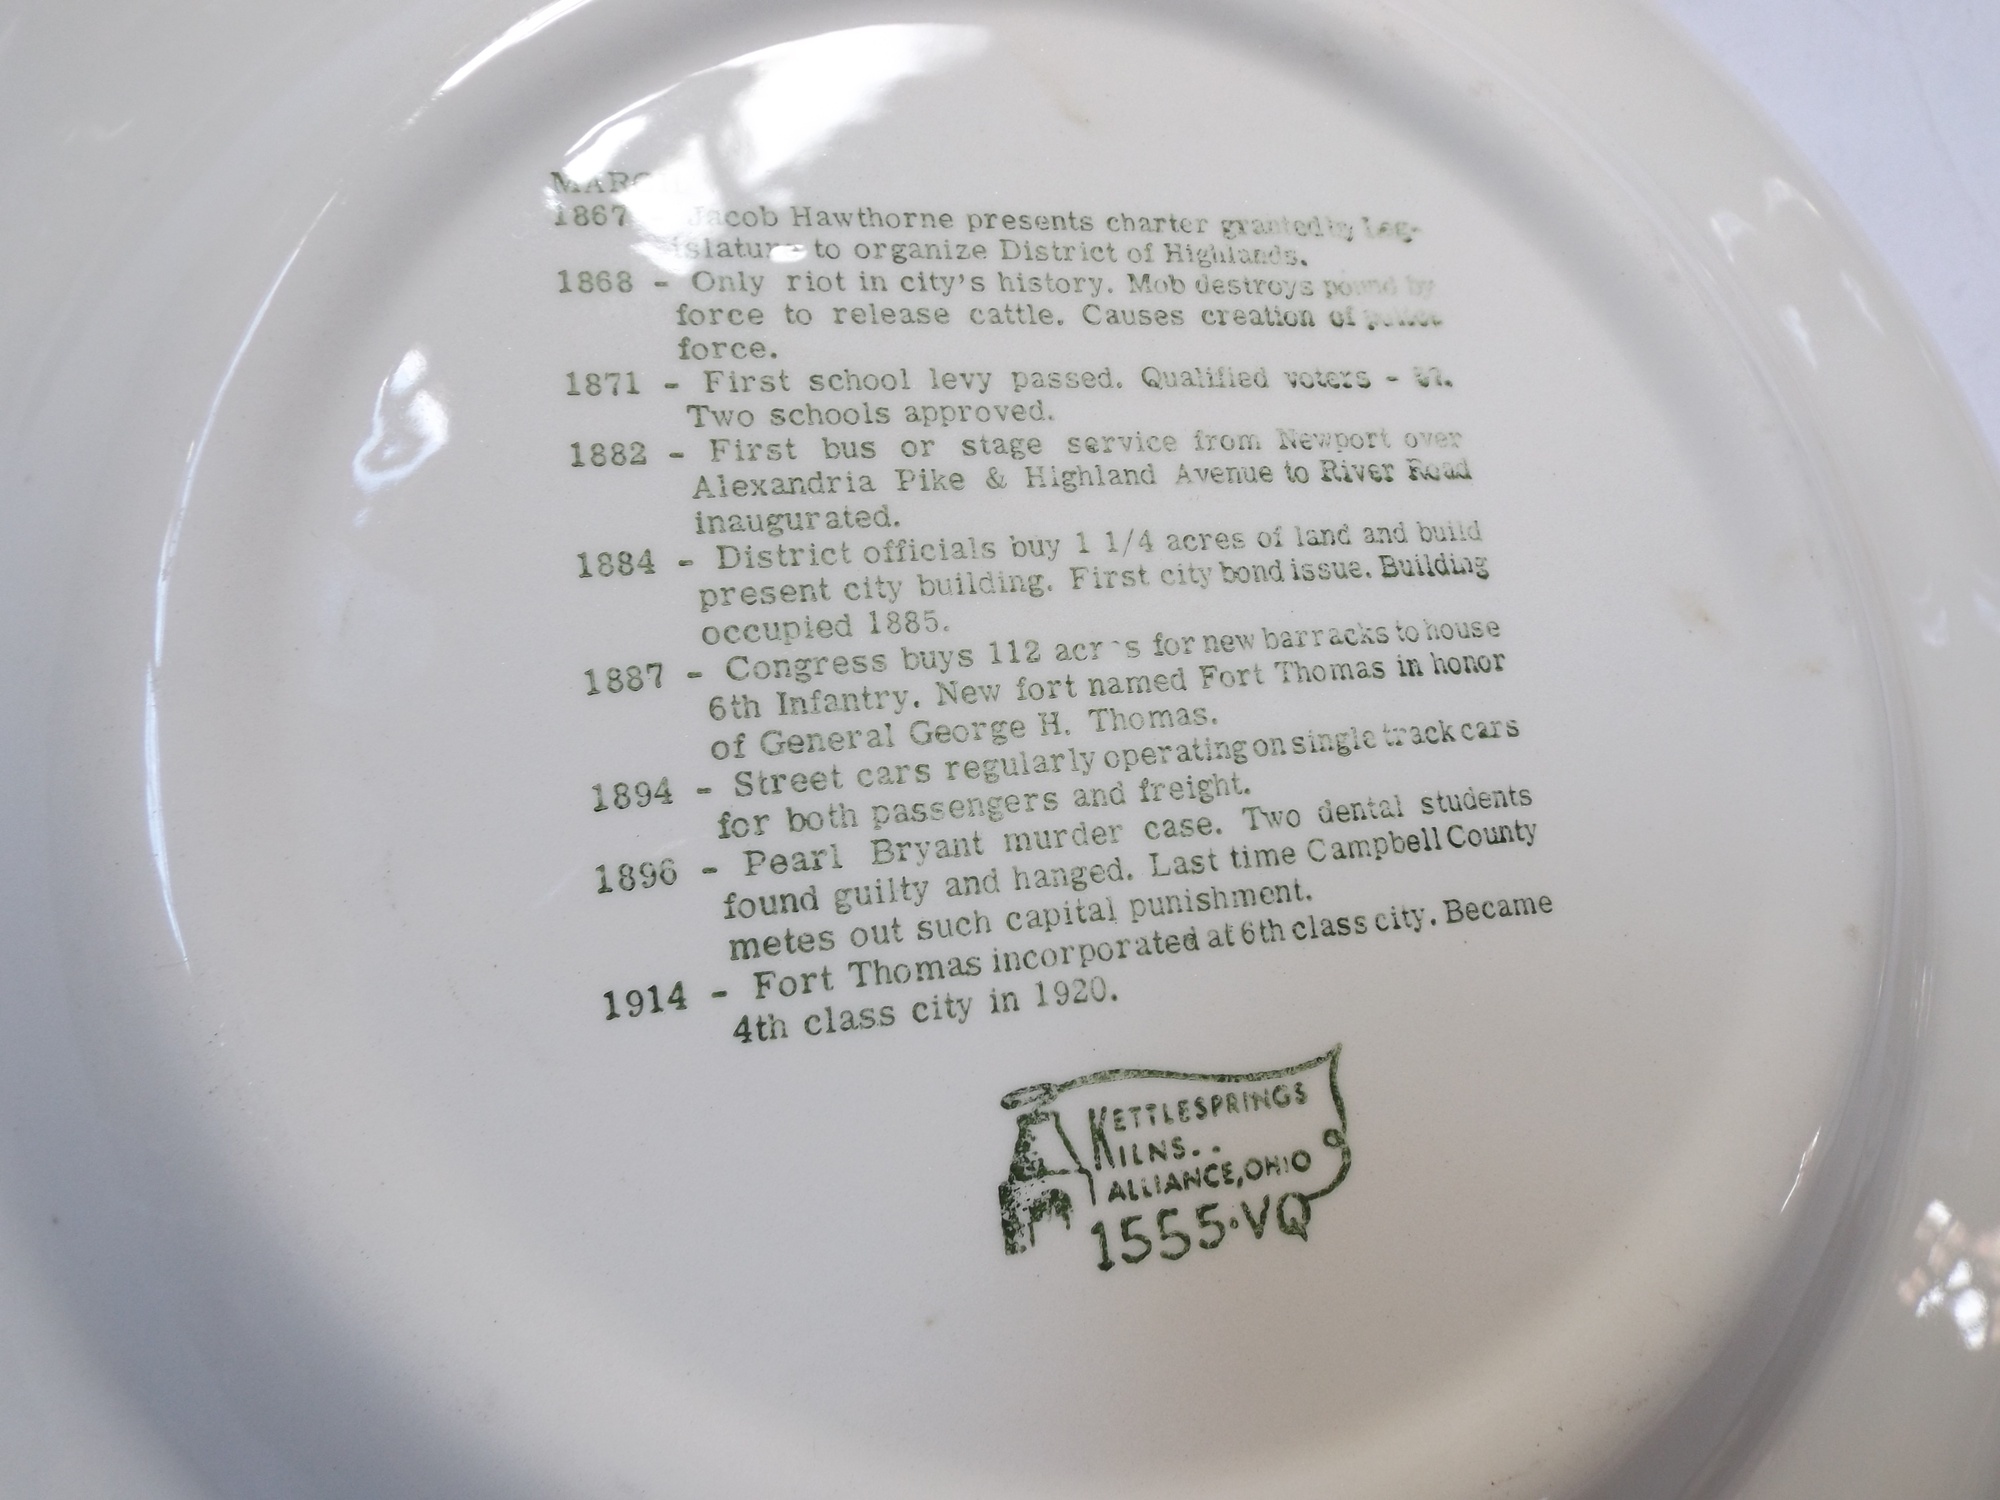 1867 - Jacob Hawthorne presents charter granted by Leg-
islature to organize District of Highlands.
1868 - Only riot in city's history. Mob destroys pound by
force to release cattle. Causes creation of police
force.
1871 - First school levy passed. Qualified voters -
Two schools approved.
1882 - First bus or stage service from Newport over
Alexandria Pike & Highland Avenue to River Road
inaugurated.
1884 - District officials buy 1 1/4 acres of land and build
present city building. First city bond issue. Building
occupied 1885.
1887 - Congress buys 112 acr s for new barracks to house
6th Infantry. New fort named Fort Thomas in honor
of General George H. Thomas.
1894 - Street cars regularly operating on single track cars
for both passengers and freight.
1896 - Pearl Bryant murder case. Two dental students
found guilty and hanged. Last time Campbell County
metes out such capital punishment.
1914 - Fort Thomas incorporated at 6th class city. Became
4th class city in 1920.
KETTLESPRINGS
KILNS..
ALLIANCE, OHIO
1555·VQ